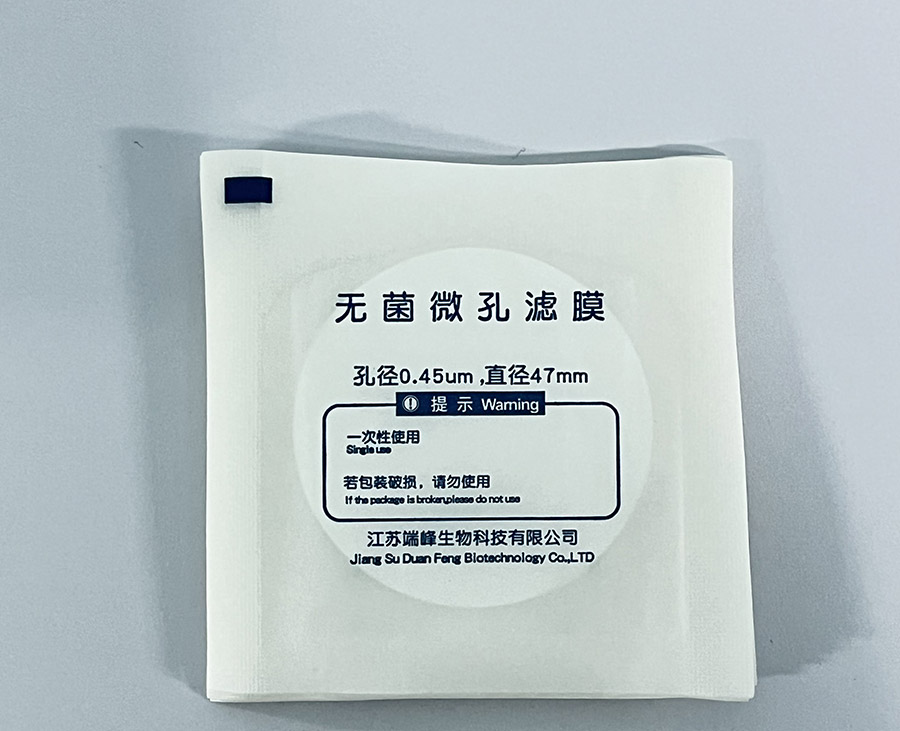 无菌微孔滤膜
孔径0.45um ,直径47mm
提示 Warning
一次性使用
Single use
若包装破损，请勿使用
If the package is broken,please do not use
江苏端峰生物科技有限公司
Jiang Su Duan Feng Biotechnology Co.,LTD